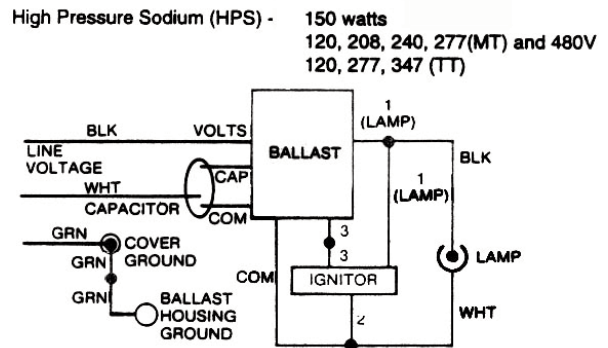 High Pressure Sodium (HPS) - 150 watts
120, 208, 240, 277(MT) and 480V
120, 277, 347 (TT)
1
(LAMP)
BLK VOLTS
BALLAST
LINE
VOLTAGE
BLK
CAP
1
(LAMP)
WHT
CAPACITOR
COM
3
GRN
COVER
GROUND
GRN
3
LAMP
COM
IGNITOR
GRN
BALLAST
HOUSING
GROUND
2
WHT